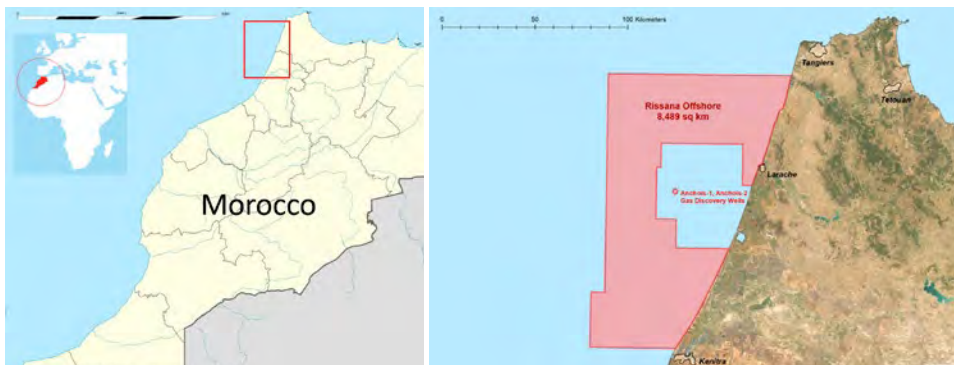 Morocco
0
50
100 Kilometers
Tangiers
Tetouan
Rissana Offshore
8,489 sq km
Larache
Anchois-1, Anchois-2
Gas Discovery Wells
Kenitra